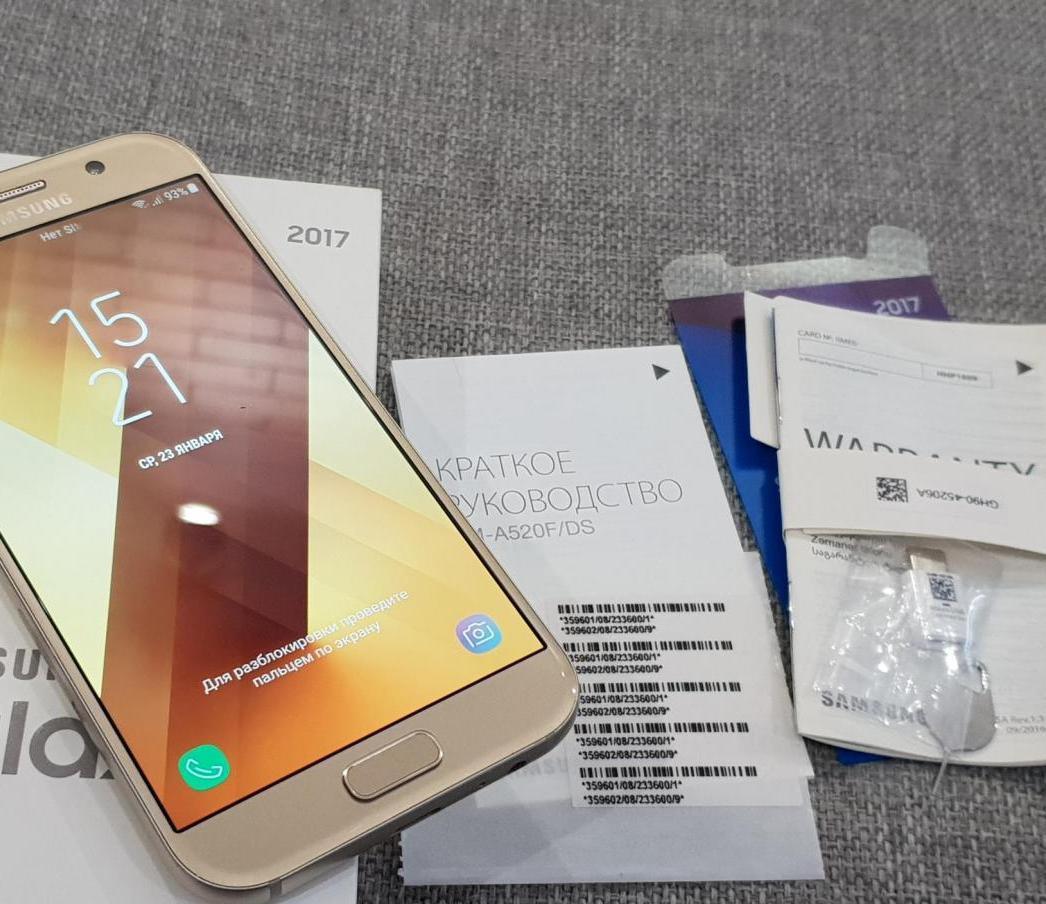 SAMSUNG
93%
Нет
15
21
СР, 23 ЯНВАРЯ
Для разблокировки проведите
пальцем по экрану
2017
КРАТКОЕ
РУКОВОДСТВО
-A520F/DS
*359601/08/233600/1*
*359602/08/233600/9*
359601/08/233600/1*
359602/08/233600/9*
359601/08/233600/1*
359602/08/233600/9*
*359601/08/233600/1*
*359602/08/233600/9*
*359601/08/233600/1*
*359602/08/233600/9*
2017
CARD Nr. (IMEI):
WARRANTY
GH90-45206A
SAMSUNG
09/2016